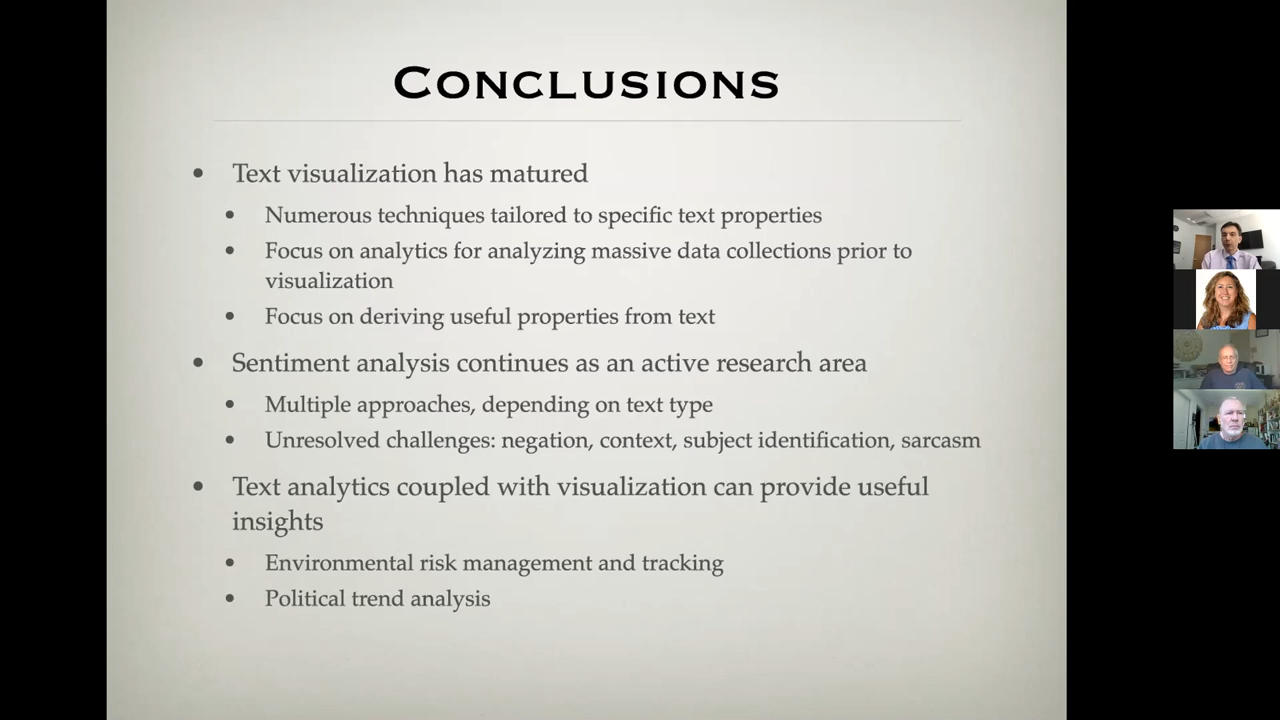 CONCLUSIONS
• Text visualization has matured
• Numerous techniques tailored to specific text properties
• Focus on analytics for analyzing massive data collections prior to
visualization
• Focus on deriving useful properties from text
• Sentiment analysis continues as an active research area
• Multiple approaches, depending on text type
• Unresolved challenges: negation, context, subject identification, sarcasm
• Text analytics coupled with visualization can provide useful
insights
• Environmental risk management and tracking
• Political trend analysis